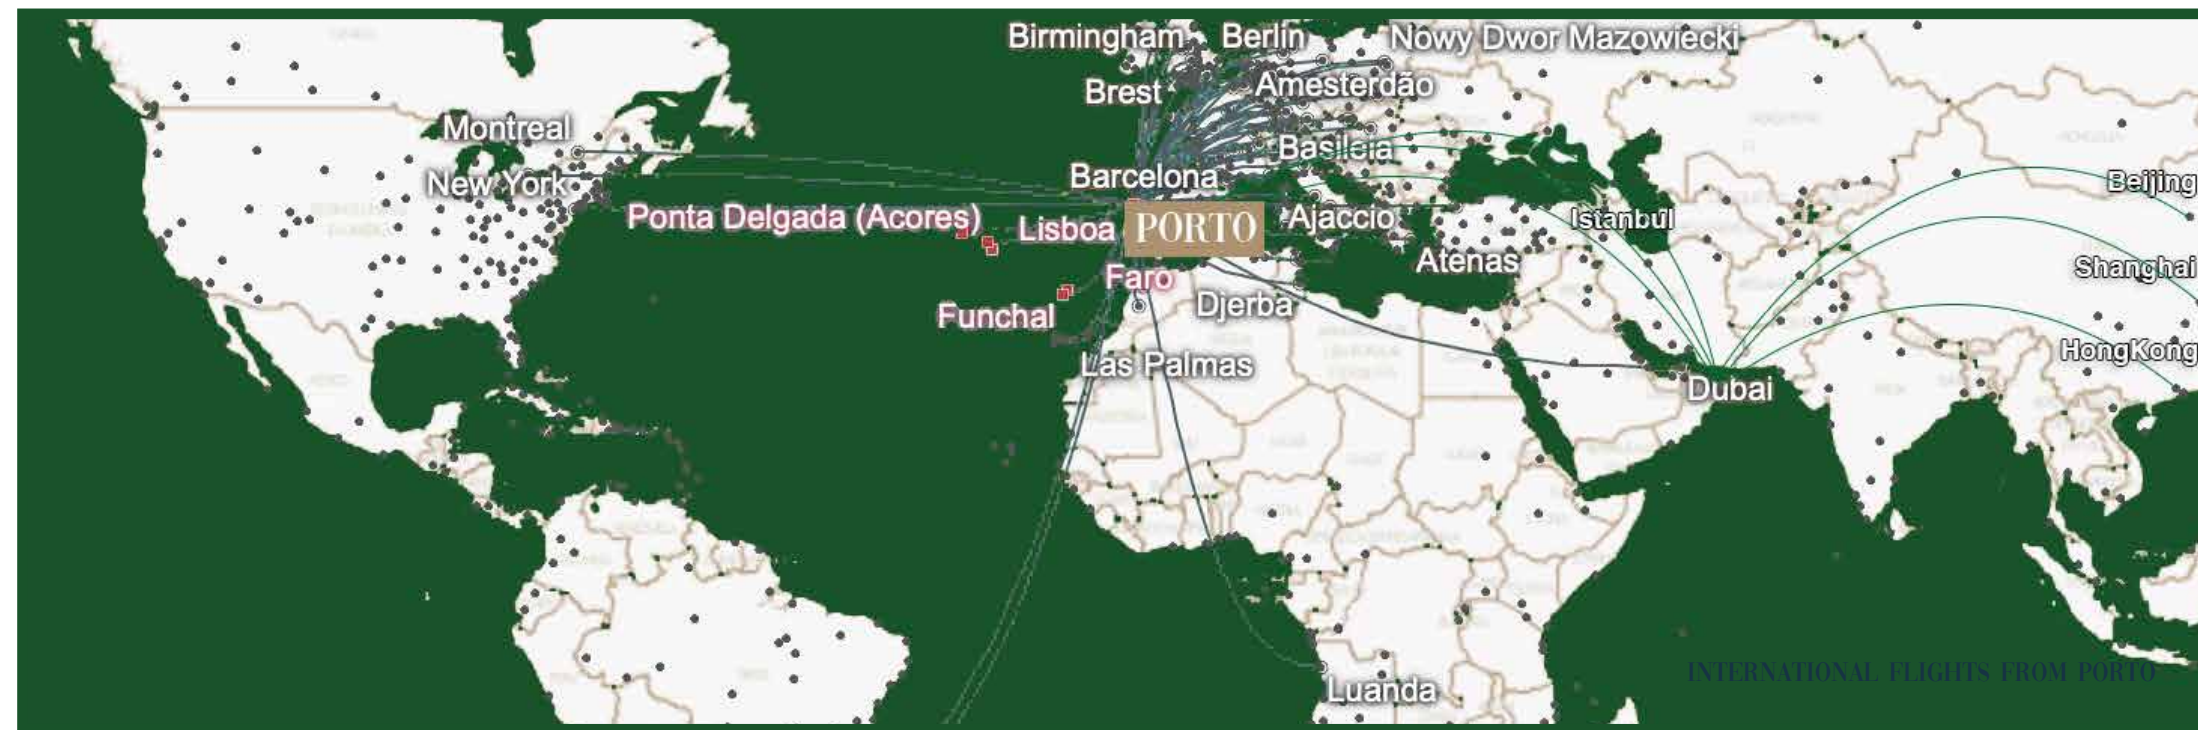 Birmingham
Berlin
Nowy Dwor Mazowiecki
Brest
Amesterdão
Montreal
Basileia
New York
Barcelona
Beijing
Ponta Delgada (Acores)
Lisboa
PORTO
Ajaccio
Istanbul
Atenas
Shanghai
Faro
Djerba
Funchal
HongKong
Las Palmas
Dubai
INTERNATIONAL FLIGHTS FROM PORTO
Luanda